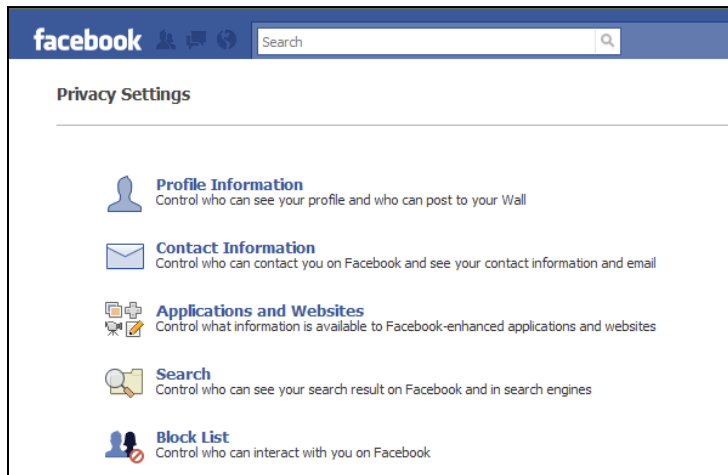 facebook
Search
Privacy Settings
Profile Information
Control who can see your profile and who can post to your Wall
Contact Information
Control who can contact you on Facebook and see your contact information and email
Applications and Websites
Control what information is available to Facebook-enhanced applications and websites
Search
Control who can see your search result on Facebook and in search engines
Block List
Control who can interact with you on Facebook